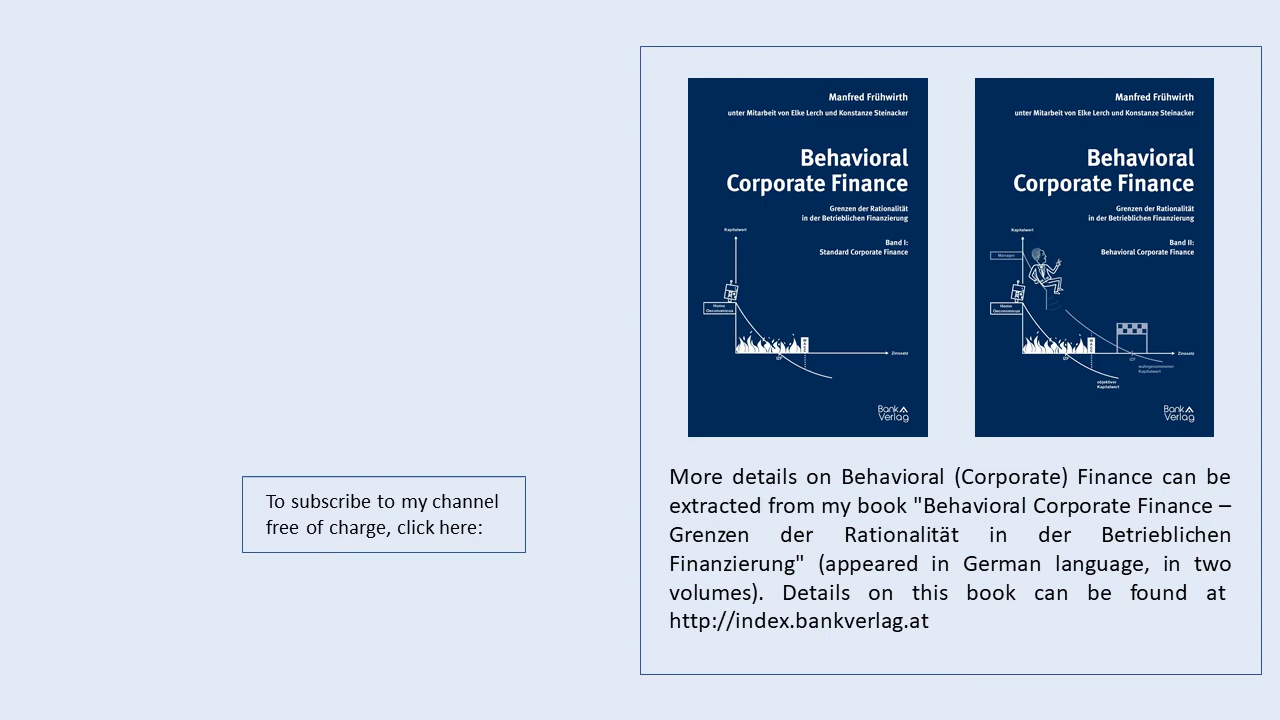 To subscribe to my channel
free of charge, click here:
Manfred Frühwirth
unter Mitarbeit von Elke Lerch und Konstanze Steinacker
Behavioral
Corporate Finance
Grenzen der Rationalität
in der Betrieblichen Finanzierung
Band I:
Standard Corporate Finance
Kapitalwert
Homo
Oeconomicus
IZF
Zinssatz
Bank
Verlag
Manfred Frühwirth
unter Mitarbeit von Elke Lerch und Konstanze Steinacker
Behavioral
Corporate Finance
Grenzen der Rationalität
in der Betrieblichen Finanzierung
Band II:
Behavioral Corporate Finance
Kapitalwert
Manager
Homo
Oeconomicus
IZF
IZF
Zinssatz
wahrgenommener
Kapitalwert
objektiver
Kapitalwert
Bank
Verlag
More details on Behavioral (Corporate) Finance can be
extracted from my book "Behavioral Corporate Finance –
Grenzen der Rationalität in der Betrieblichen
Finanzierung" (appeared in German language, in two
volumes). Details on this book can be found at
http://index.bankverlag.at